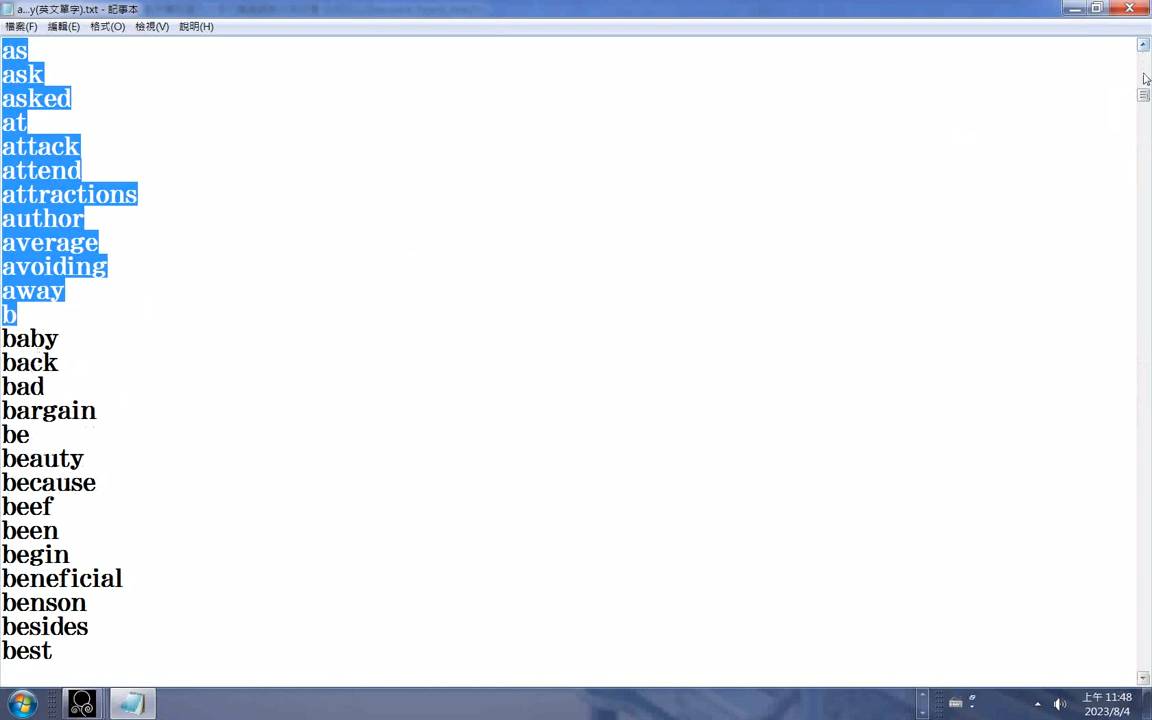 a...y(英文單字).txt - 記事本
檔案(F) 編輯(E) 格式(O) 檢視(V) 說明(H)
as
ask
asked
at
attack
attend
attractions
author
average
avoiding
away
b
baby
back
bad
bargain
be
beauty
because
beef
been
begin
beneficial
benson
besides
best
上午 11:48
2023/8/4